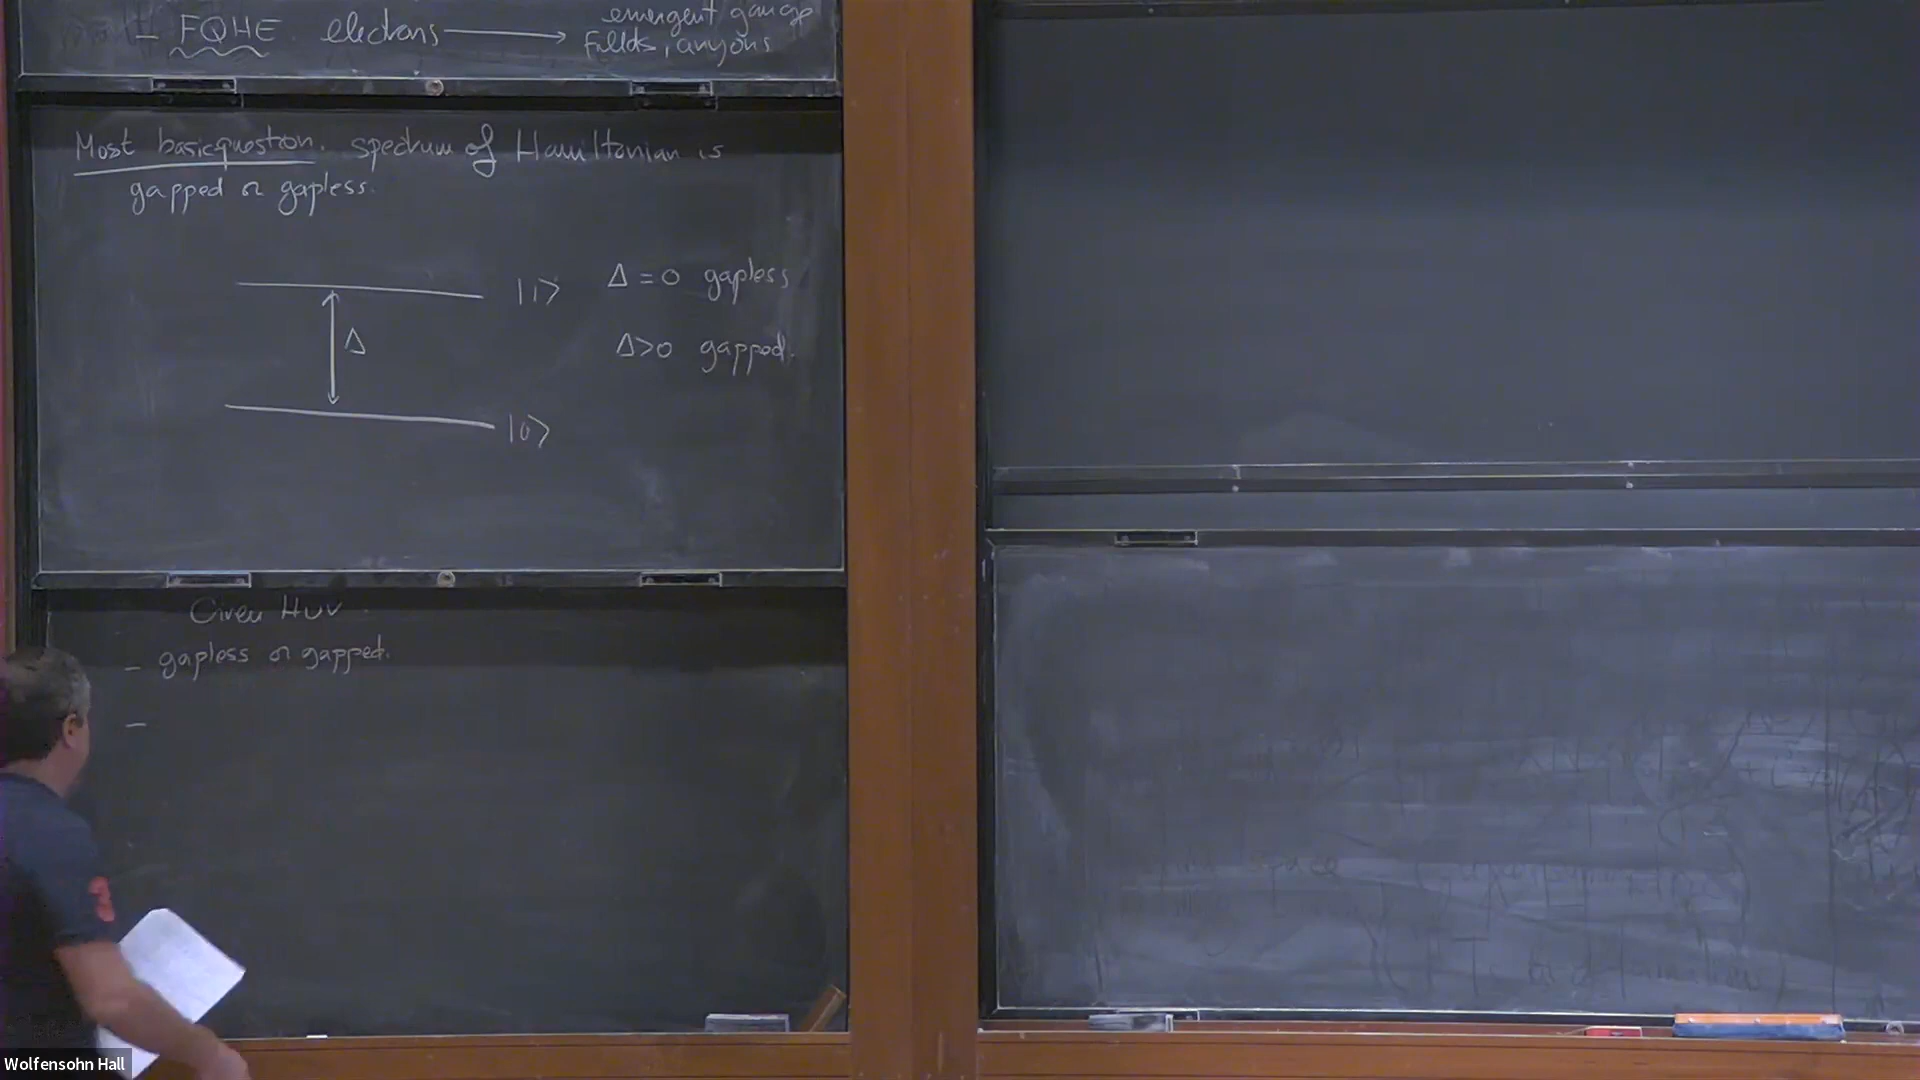 – FQHE. electrons ⟶ emergent gauge
fields, anyons
Most basic question. spectrum of Hamiltonian is
gapped or gapless.
|1⟩ Δ = 0 gapless
Δ
Δ>0 gapped.
|0⟩
Given Huv.
– gapless or gapped.
–
Wolfensohn Hall